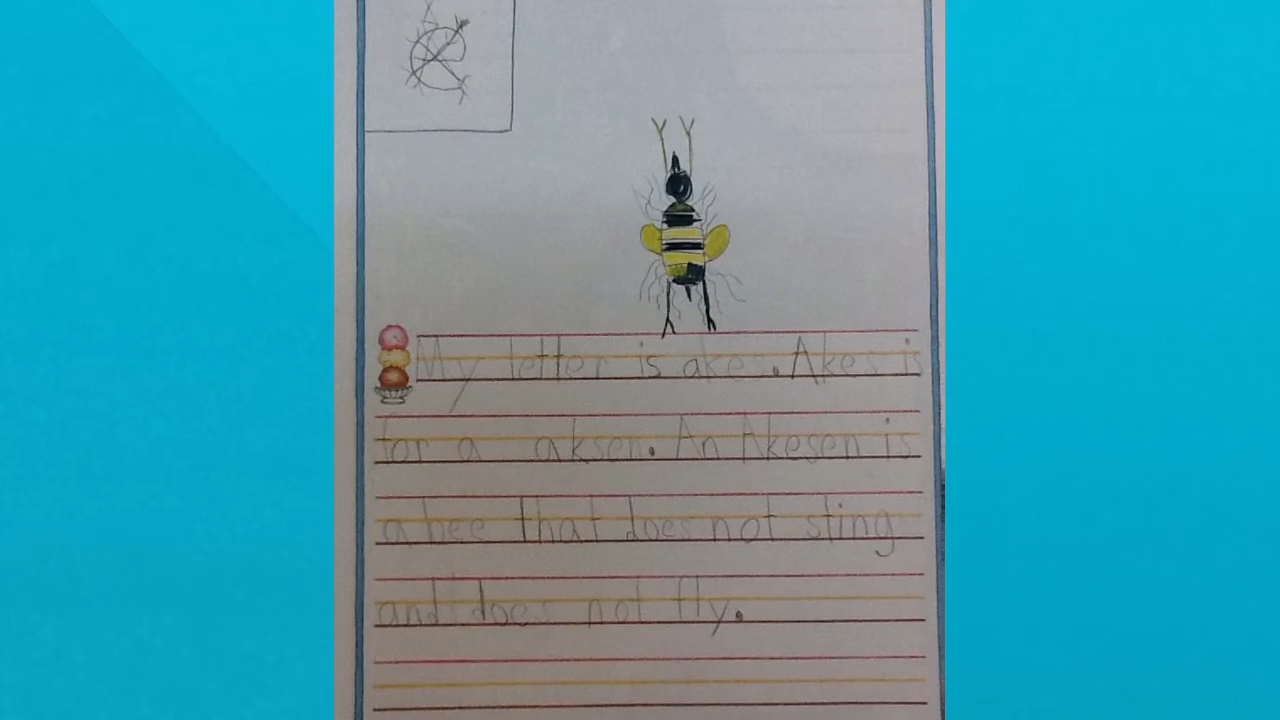 My letter is akes. Akes is
for a aksen. An Akesen is
a bee that does not sting
and does not fly.